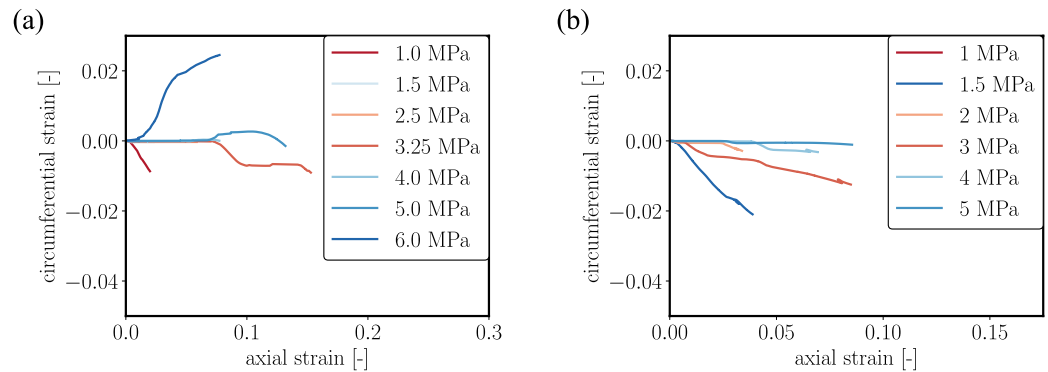 (a)
circumferential strain [-]
0.02
0.00
−0.02
−0.04
0.0
0.1
0.2
0.3
axial strain [-]
1.0 MPa
1.5 MPa
2.5 MPa
3.25 MPa
4.0 MPa
5.0 MPa
6.0 MPa
(b)
circumferential strain [-]
0.02
0.00
−0.02
−0.04
0.00
0.05
0.10
0.15
axial strain [-]
1 MPa
1.5 MPa
2 MPa
3 MPa
4 MPa
5 MPa